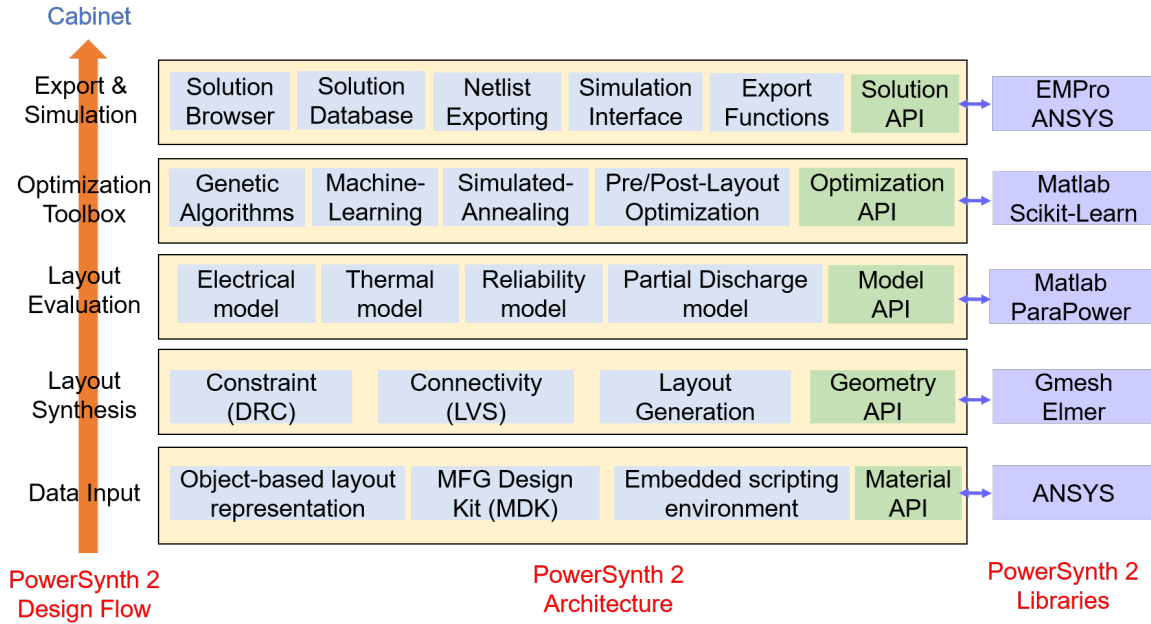 Cabinet
Export &
Simulation
Solution
Browser
Solution
Database
Netlist
Exporting
Simulation
Interface
Export
Functions
Solution
API
EMPro
ANSYS
Optimization
Toolbox
Genetic
Algorithms
Machine-
Learning
Simulated-
Annealing
Pre/Post-Layout
Optimization
Optimization
API
Matlab
Scikit-Learn
Layout
Evaluation
Electrical
model
Thermal
model
Reliability
model
Partial Discharge
model
Model
API
Matlab
ParaPower
Layout
Synthesis
Constraint
(DRC)
Connectivity
(LVS)
Layout
Generation
Geometry
API
Gmesh
Elmer
Data Input
Object-based layout
representation
MFG Design
Kit (MDK)
Embedded scripting
environment
Material
API
ANSYS
PowerSynth 2
Design Flow
PowerSynth 2
Architecture
PowerSynth 2
Libraries